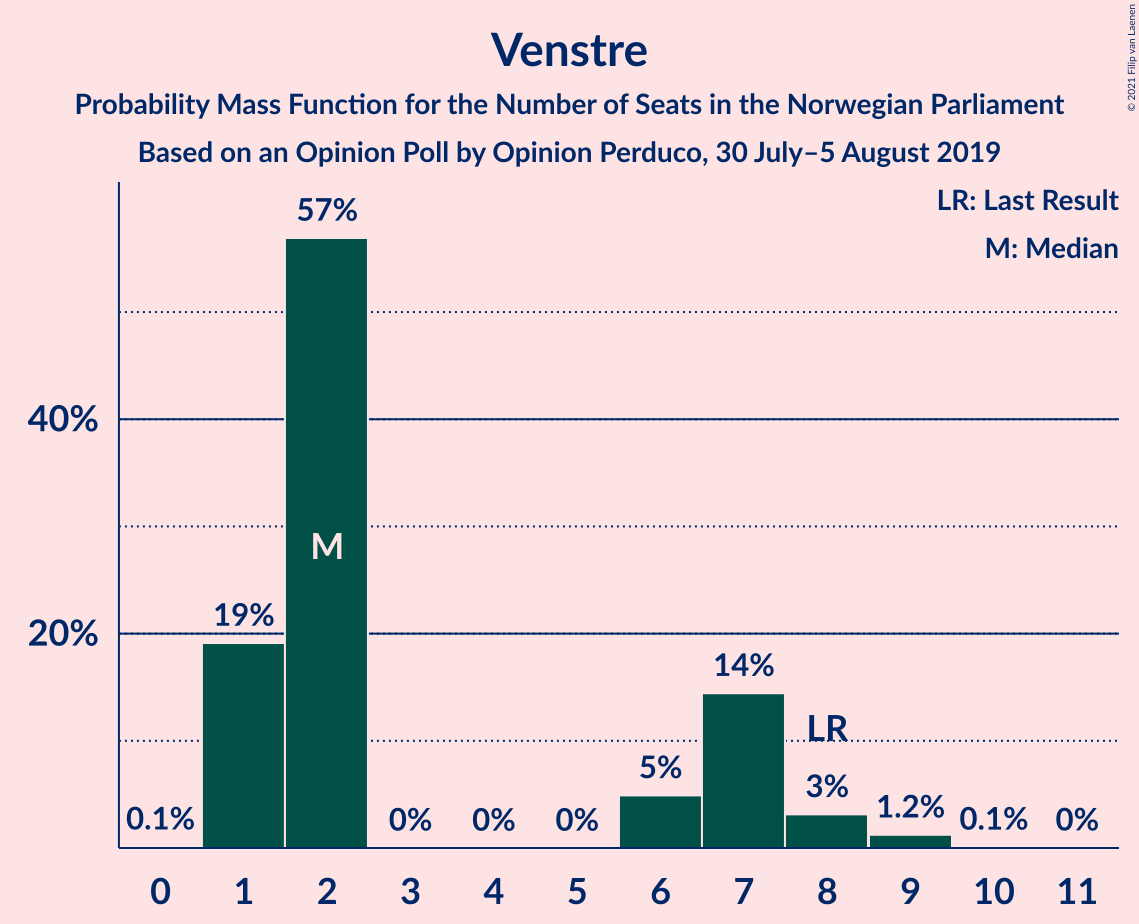 Venstre
Probability Mass Function for the Number of Seats in the Norwegian Parliament
Based on an Opinion Poll by Opinion Perduco, 30 July–5 August 2019
© 2021 Filip van Laenen
LR: Last Result
M: Median
57%
40%
M
19%
20%
14%
LR
5%
3%
1.2%
0.1%
0%
0%
0%
0.1%
0%
0 1 2 3 4 5 6 7 8 9 10 11